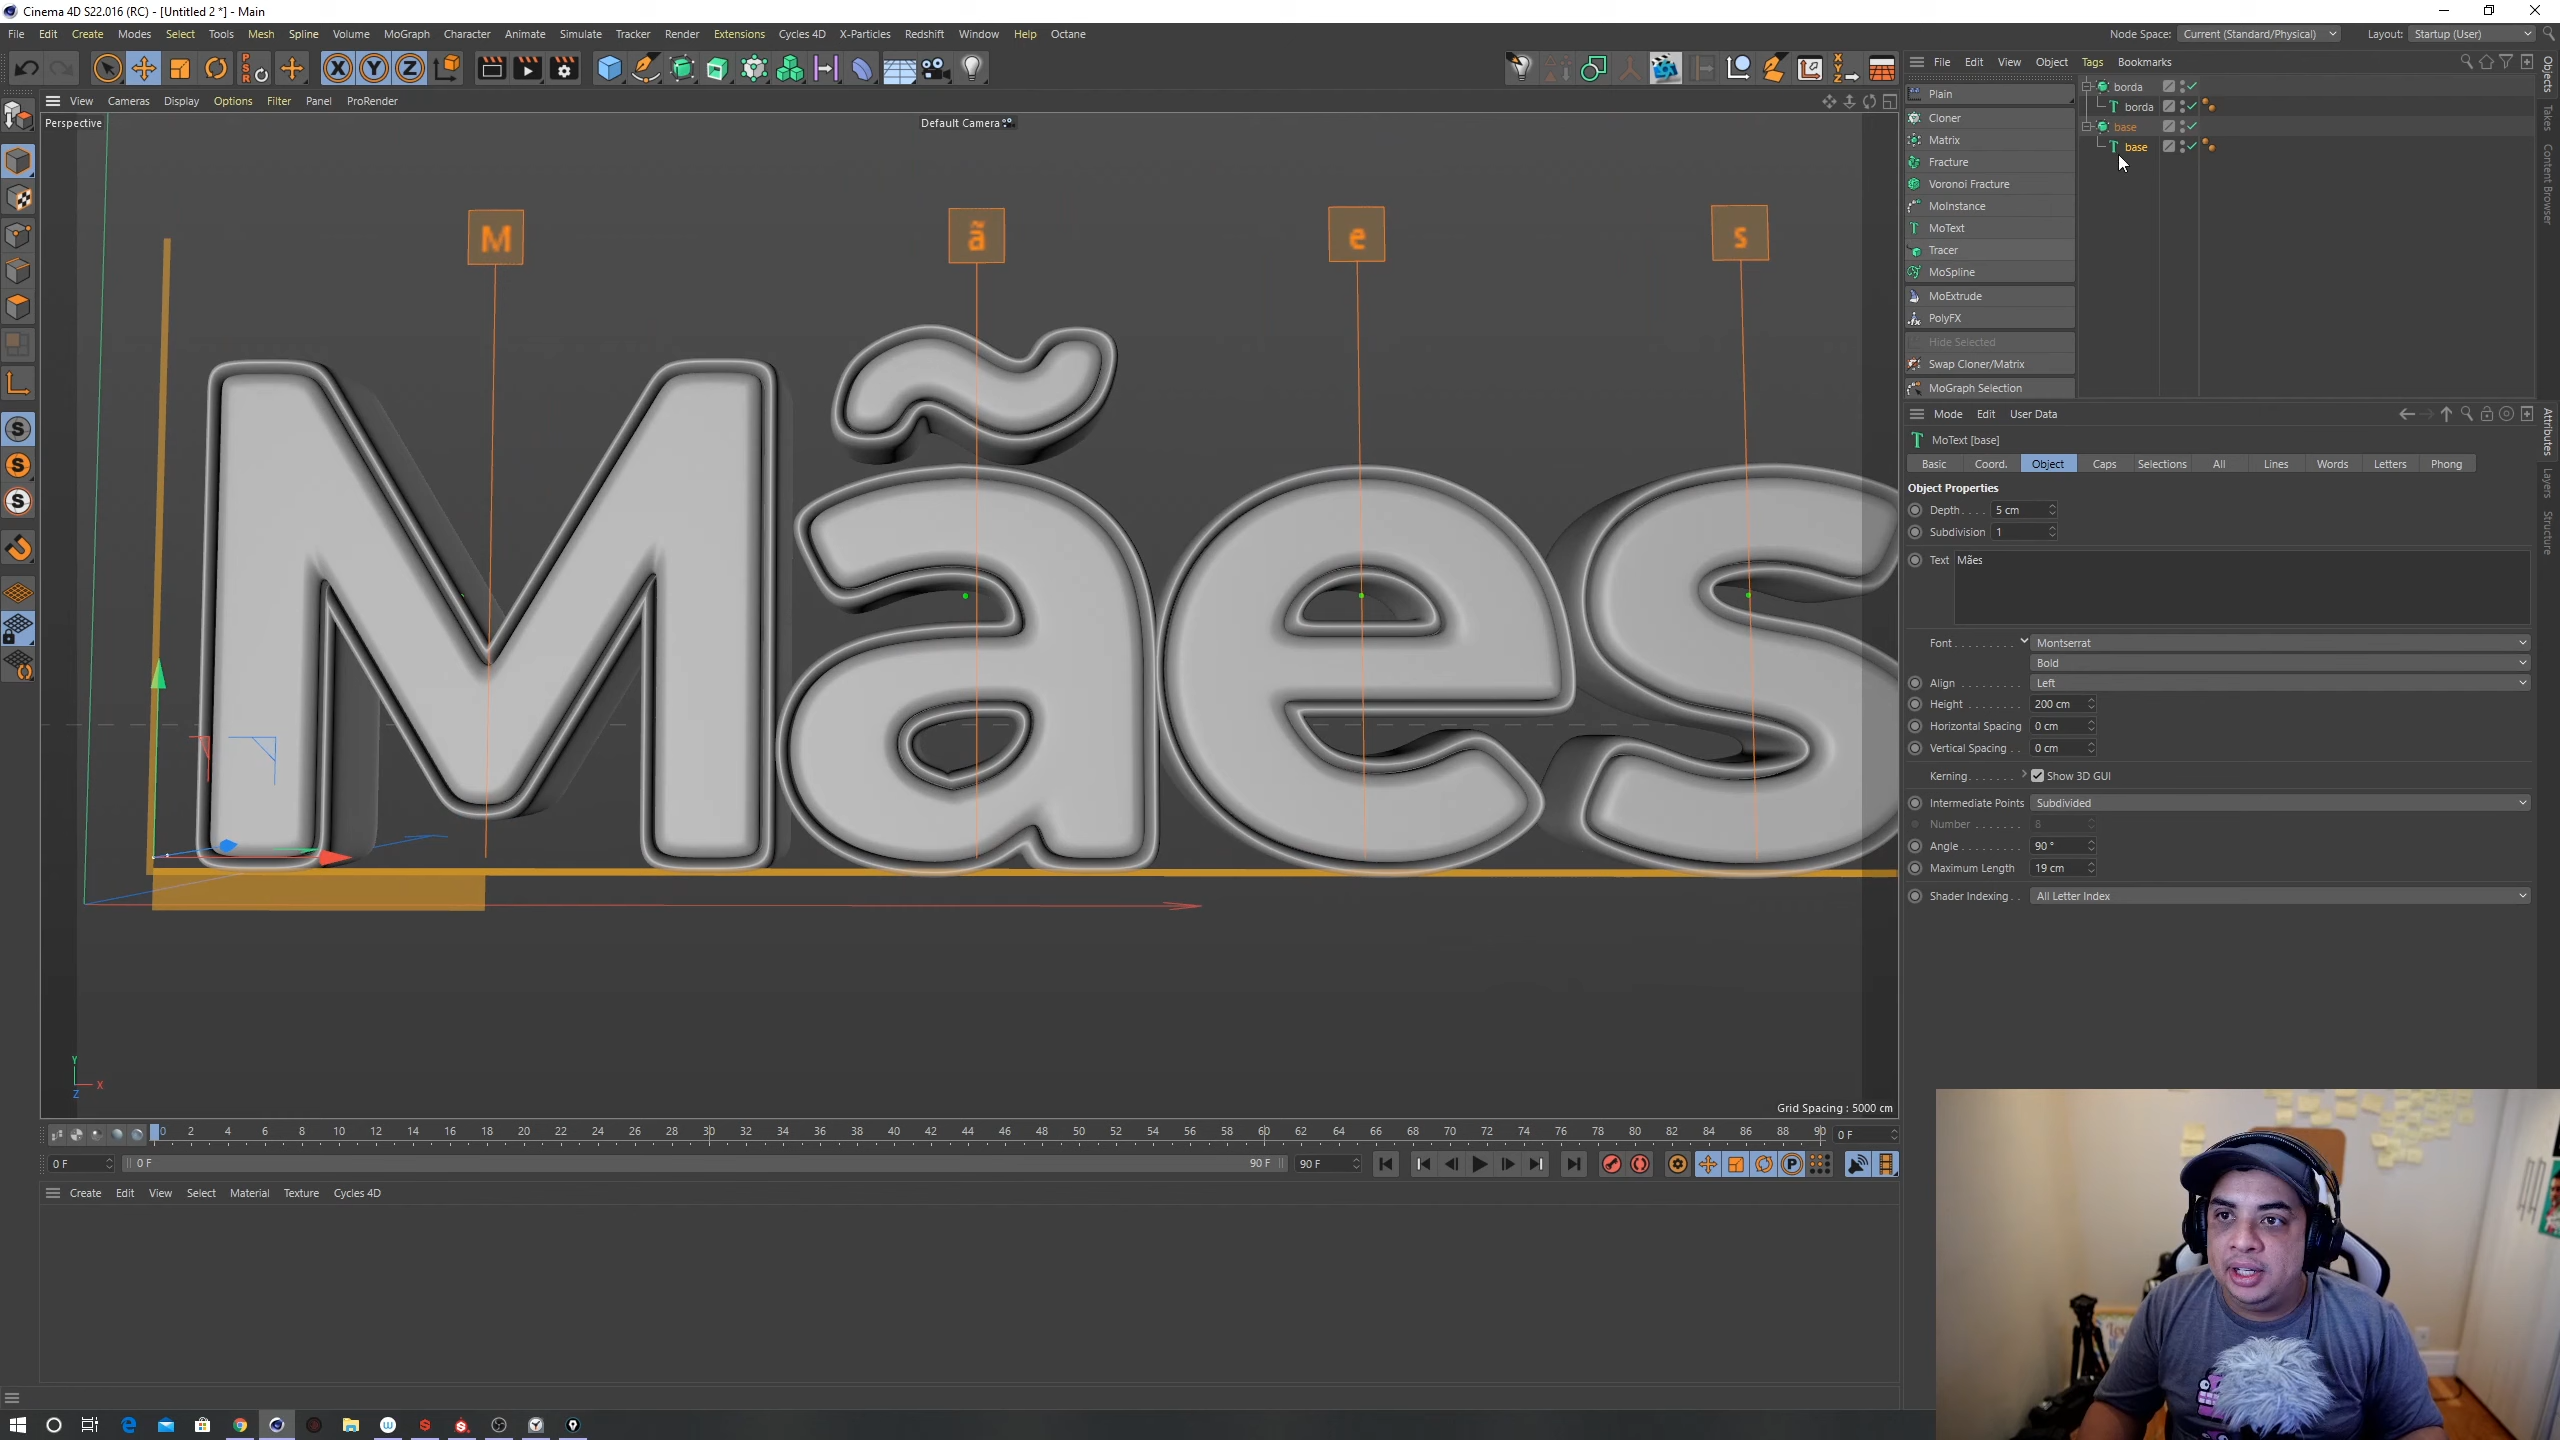 Cinema 4D S22.016 (RC) - [Untitled 2 *] - Main
File Edit Create Modes Select Tools Mesh Spline Volume MoGraph Character Animate Simulate Tracker Render Extensions Cycles 4D X-Particles Redshift Window Help Octane
Node Space: Current (Standard/Physical) Layout: Startup (User)
PSR X Y Z XYZ
File Edit View Object Tags Bookmarks
View Cameras Display Options Filter Panel ProRender
Perspective
Default Camera
Plain
Cloner
Matrix
Fracture
Voronoi Fracture
MoInstance
MoText
Tracer
MoSpline
MoExtrude
PolyFX
Hide Selected
Swap Cloner/Matrix
MoGraph Selection
borda
borda
base
base
Objects
Takes
Content Browser
M ã e s
Mães
Mode Edit User Data
MoText [base]
Basic Coord. Object Caps Selections All Lines Words Letters Phong
Object Properties
Depth. . . . 5 cm
Subdivision 1
Text Mães
Font. . . . . . . . . Montserrat
Bold
Align . . . . . . . . Left
Height . . . . . . . 200 cm
Horizontal Spacing 0 cm
Vertical Spacing . . 0 cm
Kerning. . . . . . . Show 3D GUI
Intermediate Points Subdivided
Number . . . . . . . 8
Angle. . . . . . . . . 90 °
Maximum Length 19 cm
Shader Indexing. . All Letter Index
Attributes
Layers
Structure
Y
X
Z
Grid Spacing : 5000 cm
0 2 4 6 8 10 12 14 16 18 20 22 24 26 28 30 32 34 36 38 40 42 44 46 48 50 52 54 56 58 60 62 64 66 68 70 72 74 76 78 80 82 84 86 88 90 0 F
0 F 0 F 90 F 90 F
Create Edit View Select Material Texture Cycles 4D